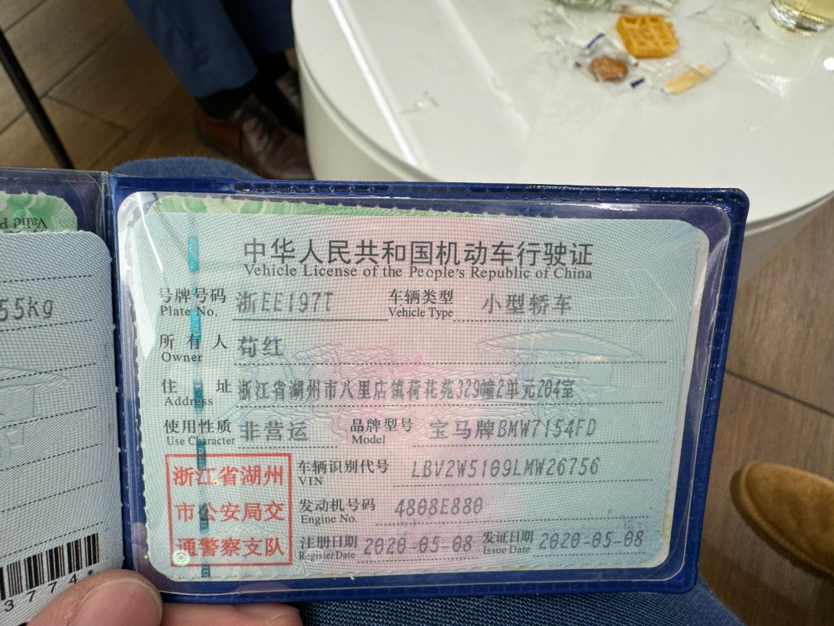 Valid P
55kg
3774*
中华人民共和国机动车行驶证
Vehicle License of the People's Republic of China
号牌号码 浙EE197T 车辆类型 小型轿车
Plate No. Vehicle Type
所有人 苟红
Owner
住址 浙江省湖州市八里店镇荷花苑329幢2单元204室
Address
使用性质 非营运 品牌型号 宝马牌BMW7154FD
Use Character Model
浙江省湖州
市公安局交
通警察支队
车辆识别代号 LBV2W5109LMW26756
VIN
发动机号码 4808E880
Engine No.
注册日期 2020-05-08 发证日期 2020-05-08
Register Date Issue Date